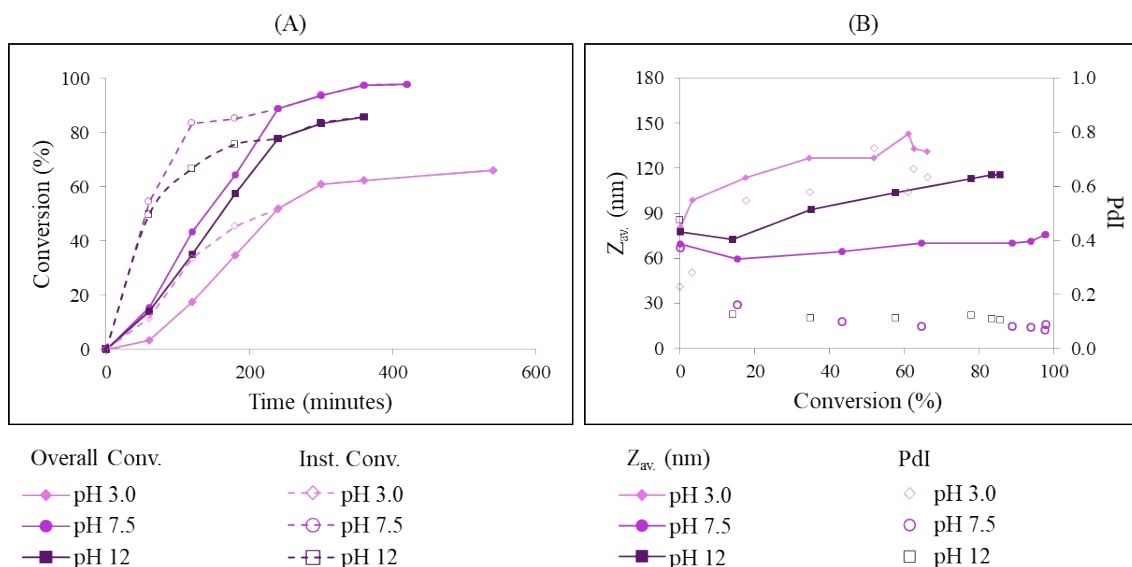 (A)
(B)
Conversion (%)
100
80
60
40
20
0
0 200 400 600
Time (minutes)
Z_av. (nm)
180
150
120
90
60
30
0
0 20 40 60 80 100
Conversion (%)
1.0
0.8
0.6
0.4
0.2
0.0
PdI
Overall Conv.
pH 3.0
pH 7.5
pH 12
Inst. Conv.
pH 3.0
pH 7.5
pH 12
Z_av. (nm)
pH 3.0
pH 7.5
pH 12
PdI
pH 3.0
pH 7.5
pH 12